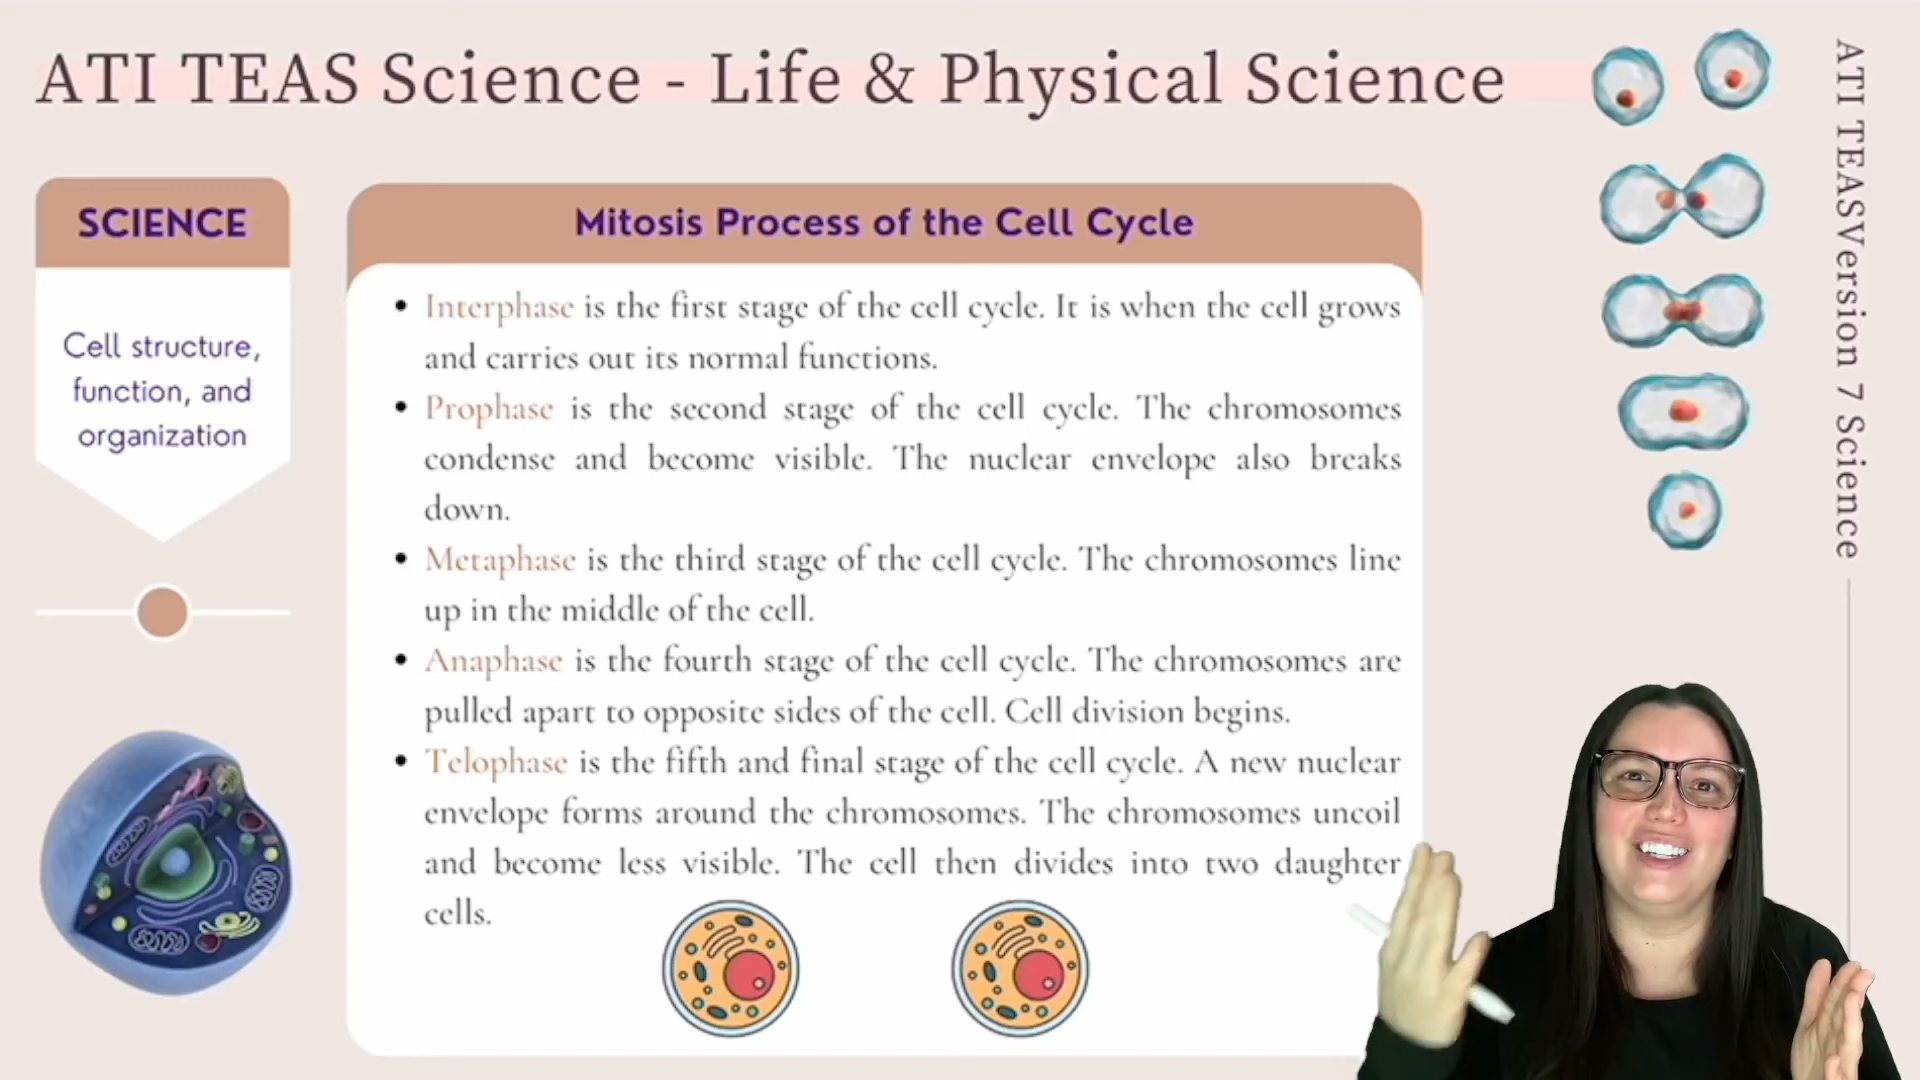 ATI TEAS Science - Life & Physical Science
SCIENCE
Cell structure,
function, and
organization
Mitosis Process of the Cell Cycle
• Interphase is the first stage of the cell cycle. It is when the cell grows
and carries out its normal functions.
• Prophase is the second stage of the cell cycle. The chromosomes
condense and become visible. The nuclear envelope also breaks
down.
• Metaphase is the third stage of the cell cycle. The chromosomes line
up in the middle of the cell.
• Anaphase is the fourth stage of the cell cycle. The chromosomes are
pulled apart to opposite sides of the cell. Cell division begins.
• Telophase is the fifth and final stage of the cell cycle. A new nuclear
envelope forms around the chromosomes. The chromosomes uncoil
and become less visible. The cell then divides into two daughter
cells.
ATI TEASVersion 7 Science